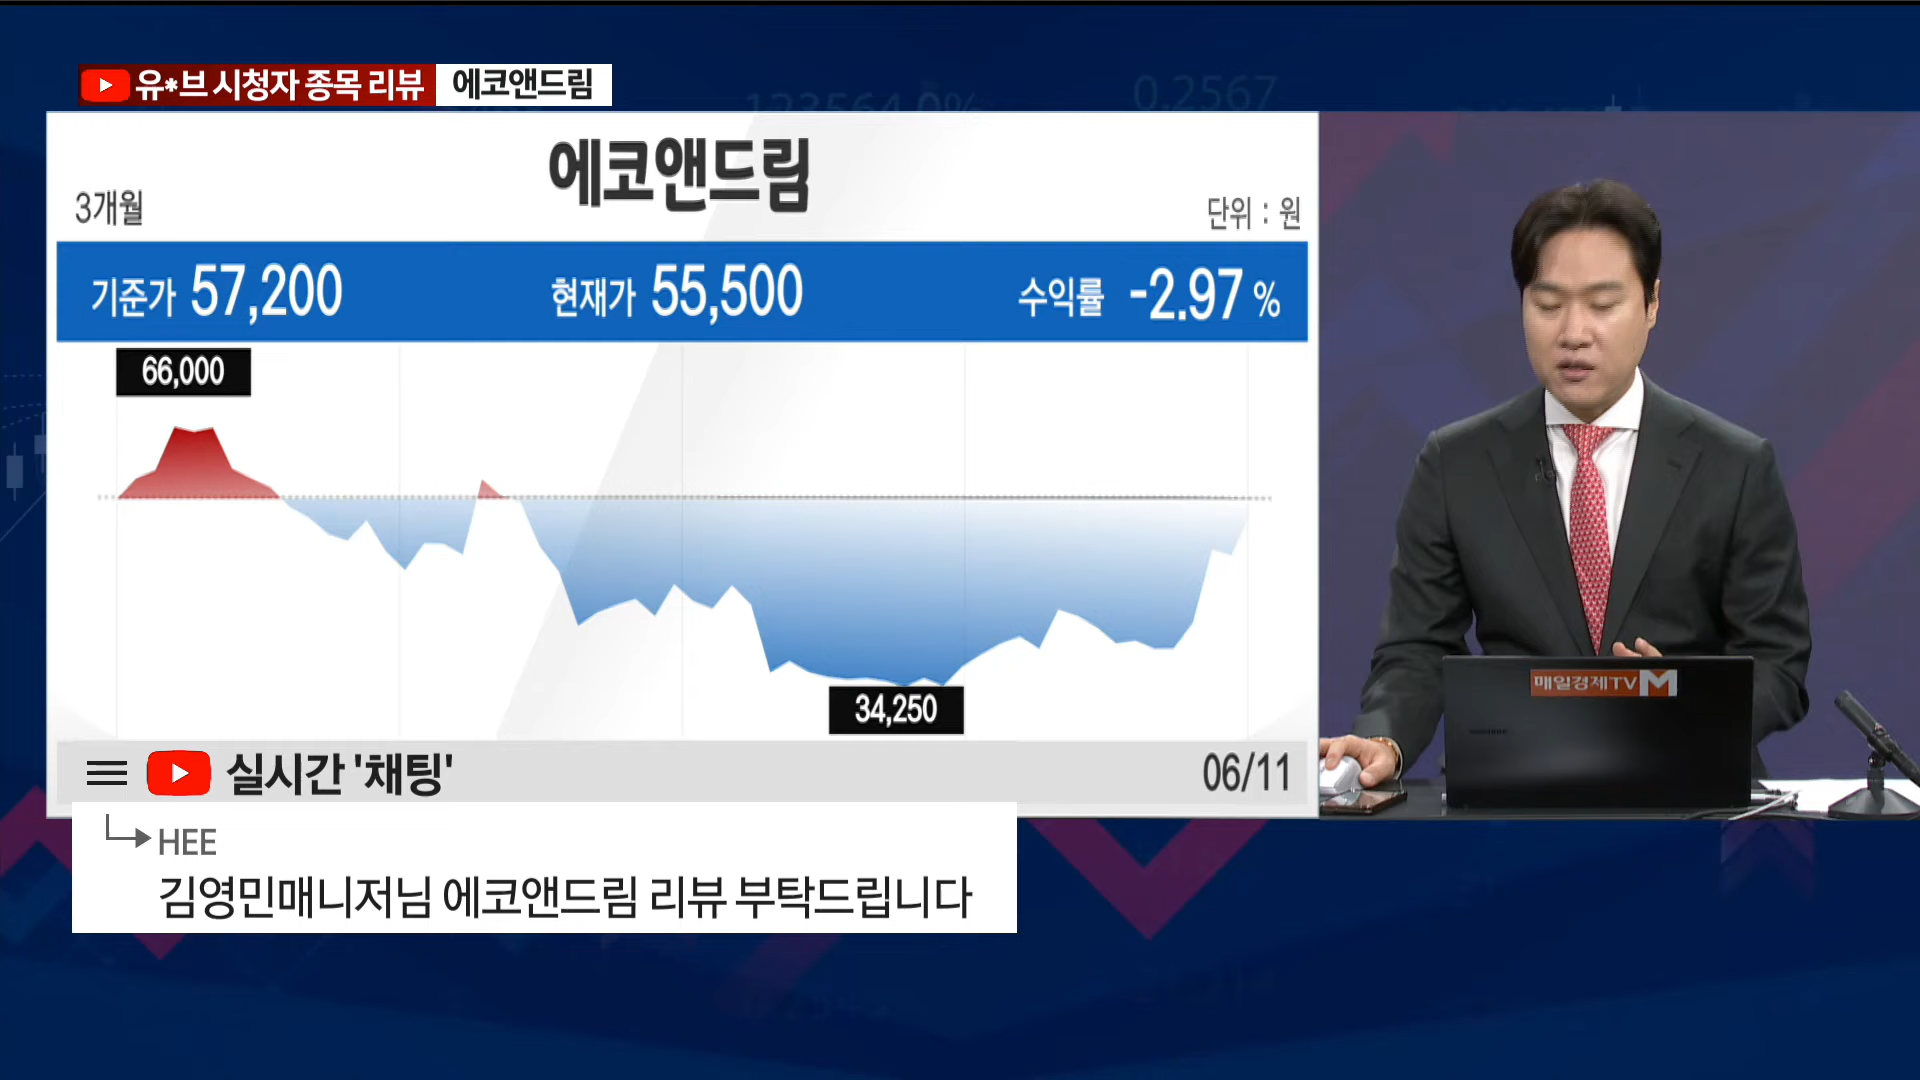 유*브 시청자 종목 리뷰 에코앤드림
에코앤드림
3개월
단위 : 원
기준가 57,200 현재가 55,500 수익률 -2.97 %
66,000
34,250
실시간 '채팅' 06/11
HEE
김영민매니저님 에코앤드림 리뷰 부탁드립니다
매일경제TV M
0.2567